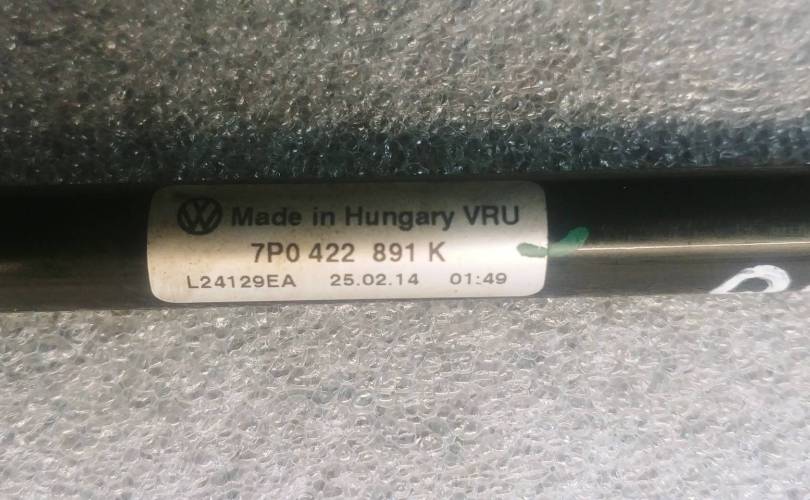 Made in Hungary VRU
7P0 422 891 K
L24129EA 25.02.14 01:49